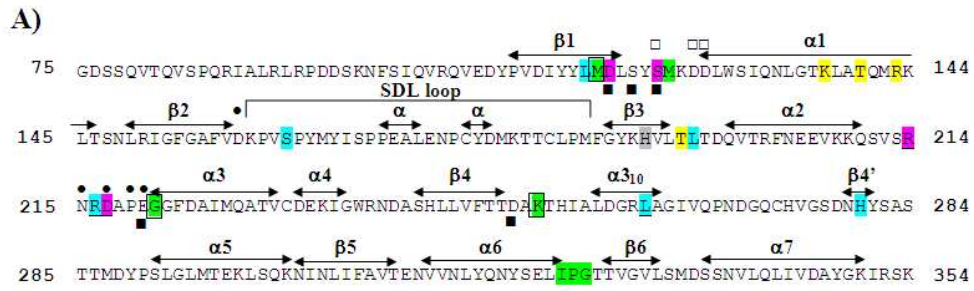 A)
β1 α1
75 GDSSQVTQVSPQRIALRLRPDDSKNFSIQVRQVEDYPVDIYYLMDLSYSMKDDLWSIQNLGTKLATQMRK 144
SDL loop
β2 α α β3 α2
145 LTSNLRIGFGAFVDKPVSPYMYISPPEALENPCYDMKTTCLPMFGYKHVLTLTDQVTRFNEEVKKQSVSR 214
α3 α4 β4 α3₁₀ β4’
215 NRDAPEGGFDAIMQATVCDEKIGWRNDASHLLVFTTDAKTHIALDGRLAGIVQPNDGQCHVGSDNHYSAS 284
α5 β5 α6 β6 α7
285 TTMDYPSLGLMTEKLSQKNINLIFAVTENVVNLYQNYSELIPGTTVGVLSMDSSNVLQLIVDAYGKIRSK 354